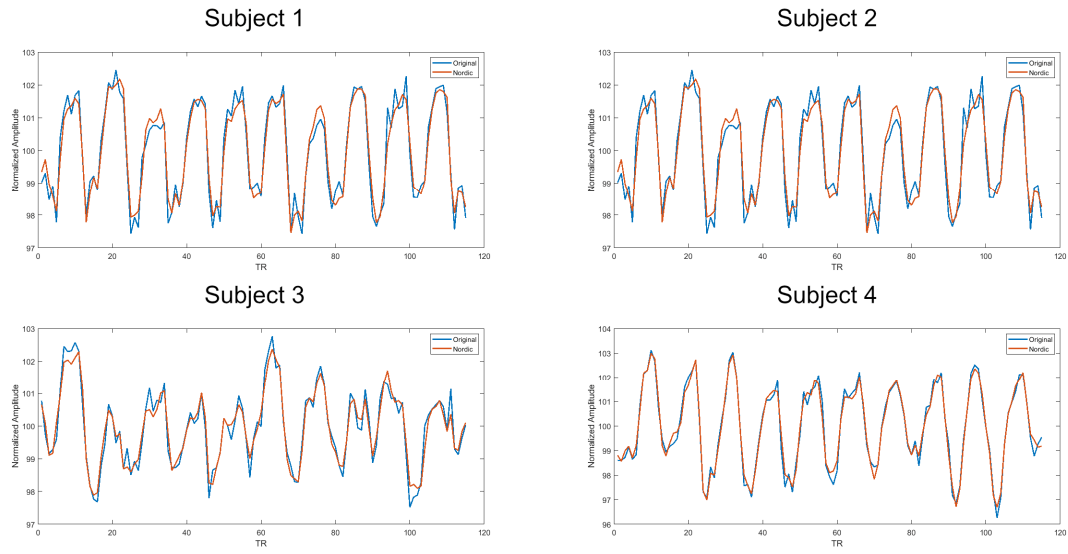 Subject 1
103
102
101
100
99
98
97
Normalized Amplitude
0 20 40 60 80 100 120
TR
Original
Nordic
Subject 2
103
102
101
100
99
98
97
Normalized Amplitude
0 20 40 60 80 100 120
TR
Original
Nordic
Subject 3
103
102
101
100
99
98
97
Normalized Amplitude
0 20 40 60 80 100 120
TR
Original
Nordic
Subject 4
104
103
102
101
100
99
98
97
96
Normalized Amplitude
0 20 40 60 80 100 120
TR
Original
Nordic